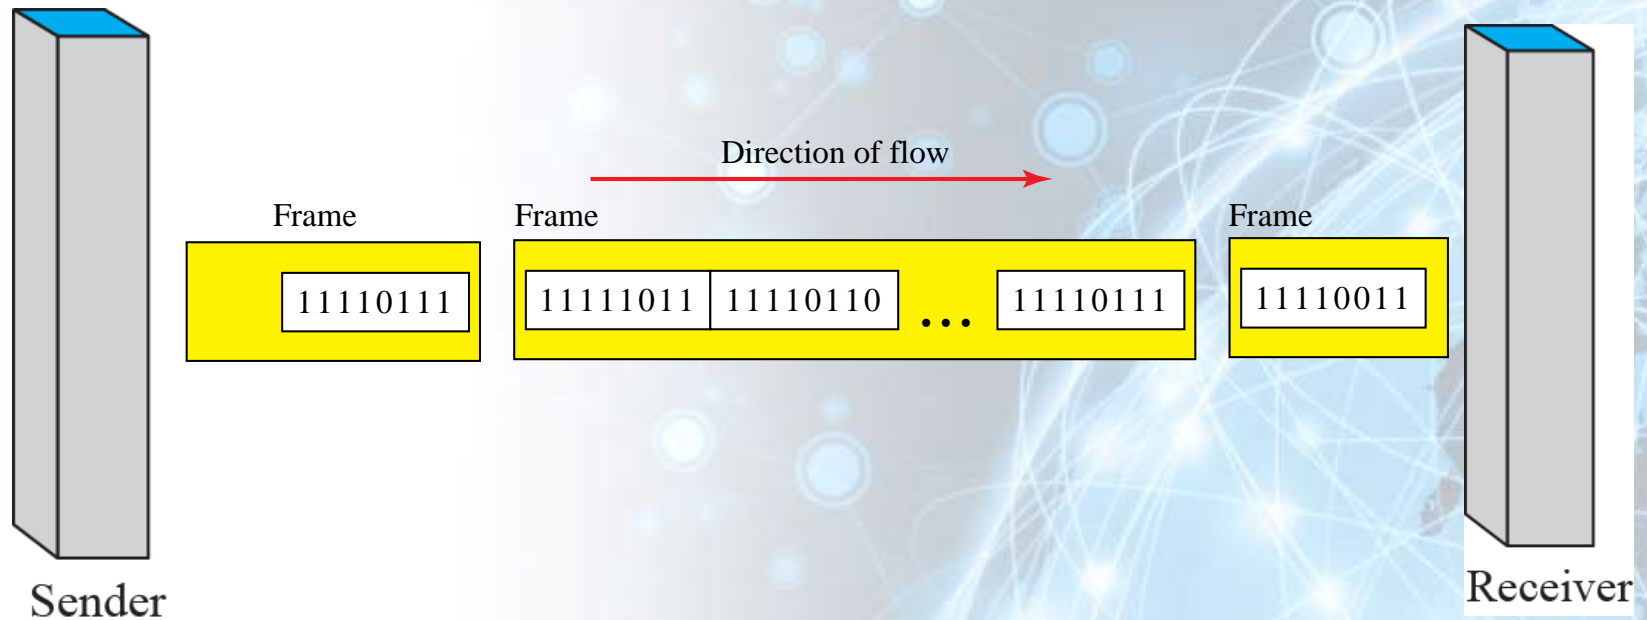 Direction of flow
Frame Frame Frame
11110111 11111011 11110110 ... 11110111 11110011
Sender Receiver